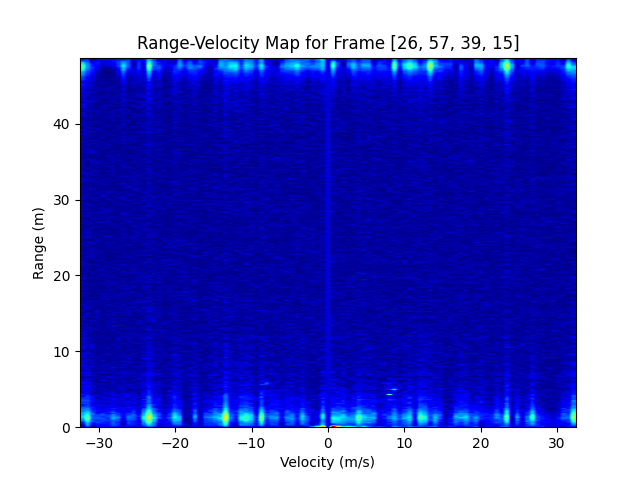 Range-Velocity Map for Frame [26, 57, 39, 15]
40
30
20
10
0
Range (m)
−30 −20 −10 0 10 20 30
Velocity (m/s)